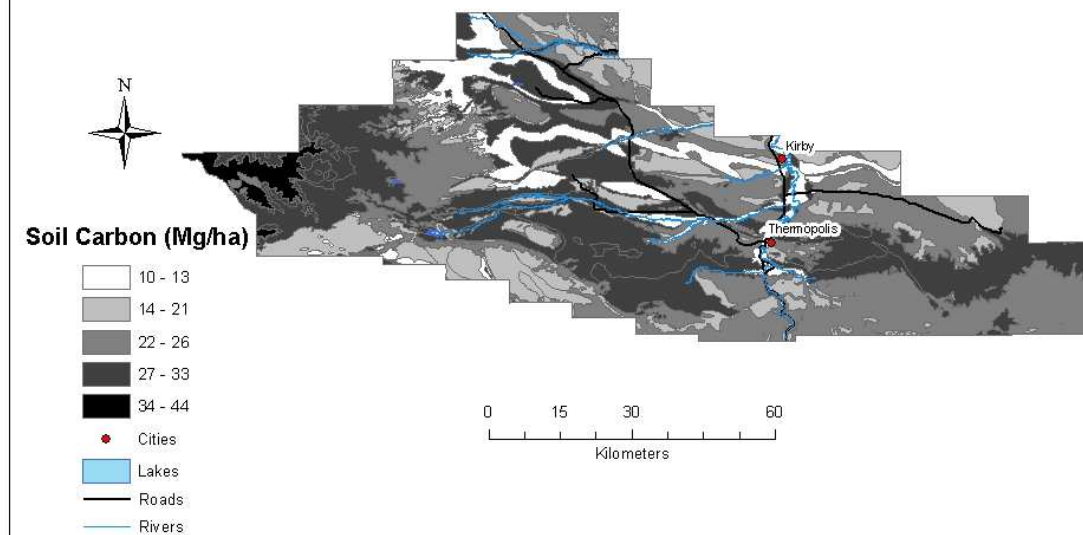 N
Kirby
Thermopolis
Soil Carbon (Mg/ha)
10 - 13
14 - 21
22 - 26
27 - 33
34 - 44
Cities
Lakes
Roads
Rivers
0 15 30 60
Kilometers